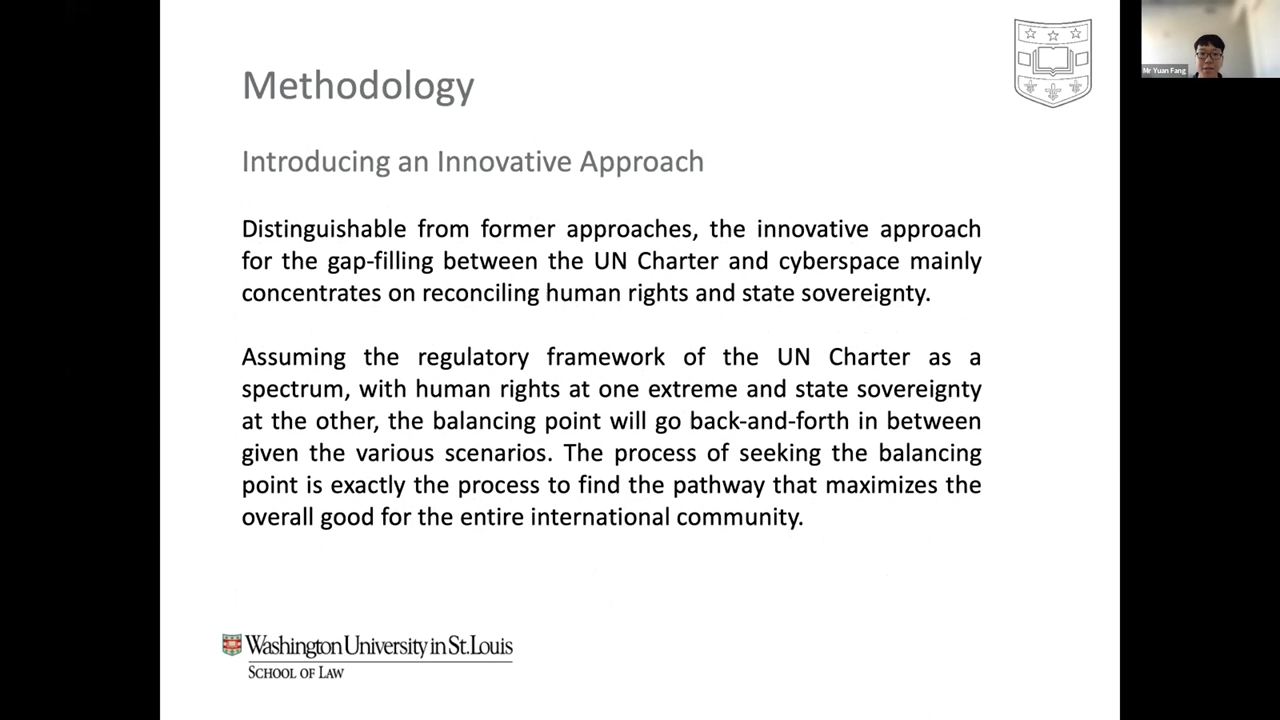 Methodology
Mr Yuan Fang
Introducing an Innovative Approach
Distinguishable from former approaches, the innovative approach
for the gap-filling between the UN Charter and cyberspace mainly
concentrates on reconciling human rights and state sovereignty.
Assuming the regulatory framework of the UN Charter as a
spectrum, with human rights at one extreme and state sovereignty
at the other, the balancing point will go back-and-forth in between
given the various scenarios. The process of seeking the balancing
point is exactly the process to find the pathway that maximizes the
overall good for the entire international community.
Washington University in St. Louis
SCHOOL OF LAW